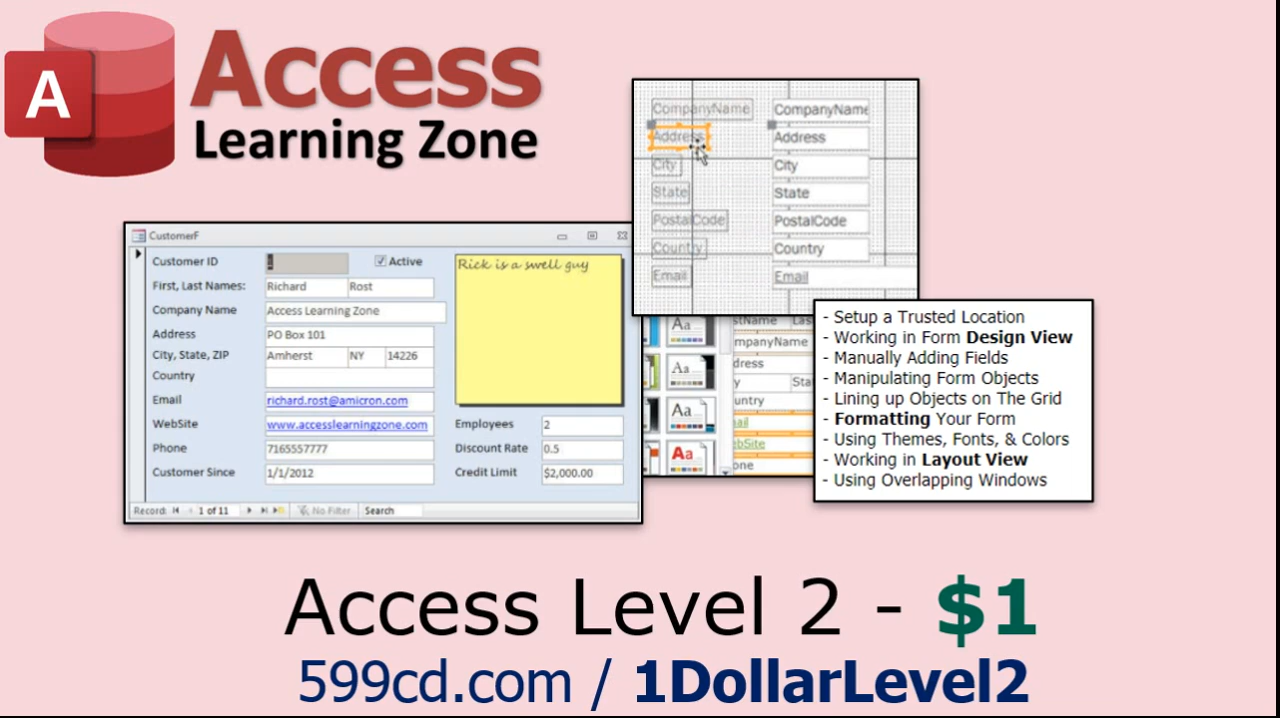 A
Access
Learning Zone
CompanyName CompanyName
Address Address
City City
State State
PostalCode PostalCode
Country Country
Email Email
CustomerF
Customer ID Active
First, Last Names: Richard Rost
Company Name Access Learning Zone
Address PO Box 101
City, State, ZIP Amherst NY 14226
Country
Email richard.rost@amicron.com
WebSite www.accesslearningzone.com
Phone 7165557777
Customer Since 1/1/2012
Rick is a swell guy
Employees 2
Discount Rate 0.5
Credit Limit $2,000.00
Record: 1 of 11 No Filter Search
Aa
Aa
Aa
Aa
- Setup a Trusted Location
- Working in Form Design View
- Manually Adding Fields
- Manipulating Form Objects
- Lining up Objects on The Grid
- Formatting Your Form
- Using Themes, Fonts, & Colors
- Working in Layout View
- Using Overlapping Windows
Access Level 2 - $1
599cd.com / 1DollarLevel2